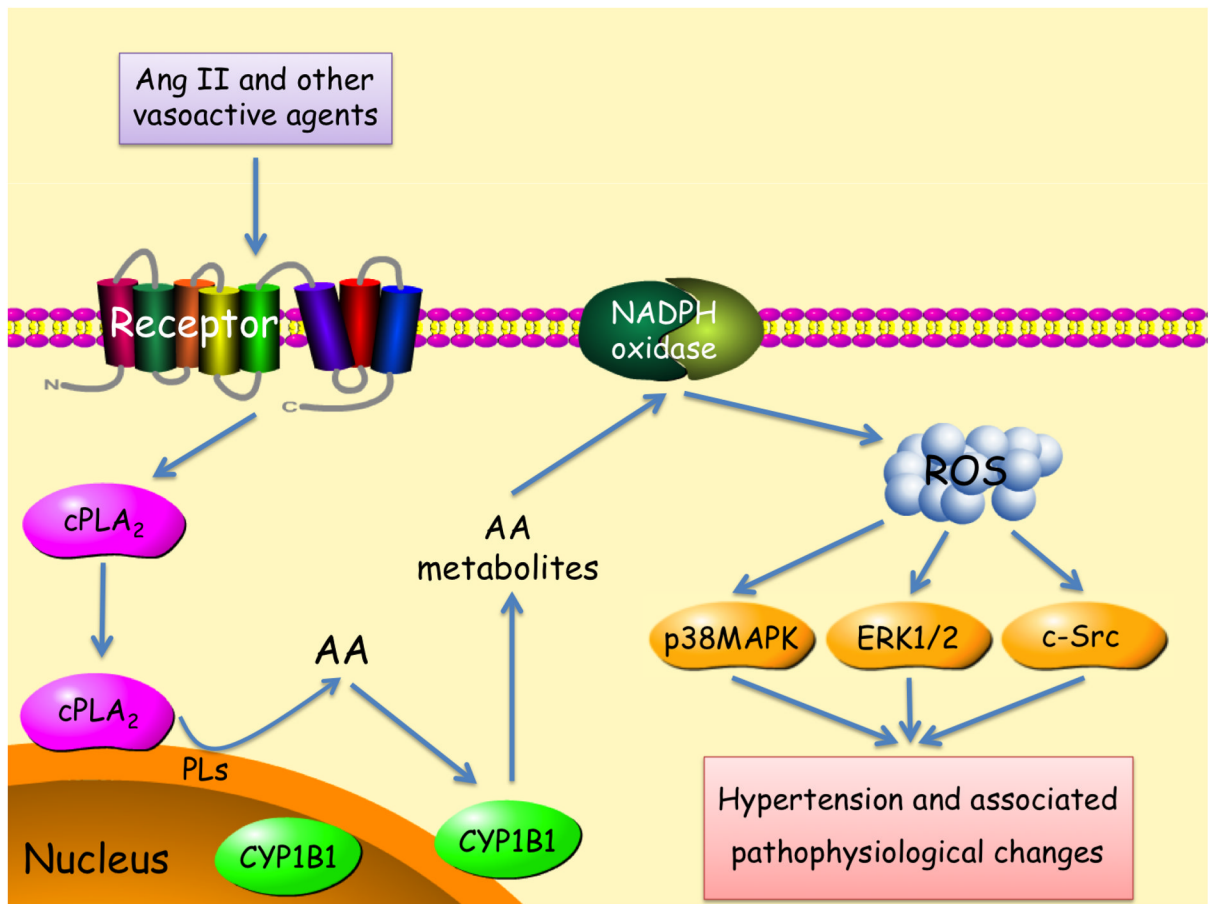 Ang II and other
vasoactive agents
Receptor
N
C
NADPH
oxidase
ROS
cPLA₂
AA
metabolites
p38MAPK
ERK1/2
c-Src
AA
cPLA₂
PLs
CYP1B1
CYP1B1
Nucleus
Hypertension and associated
pathophysiological changes